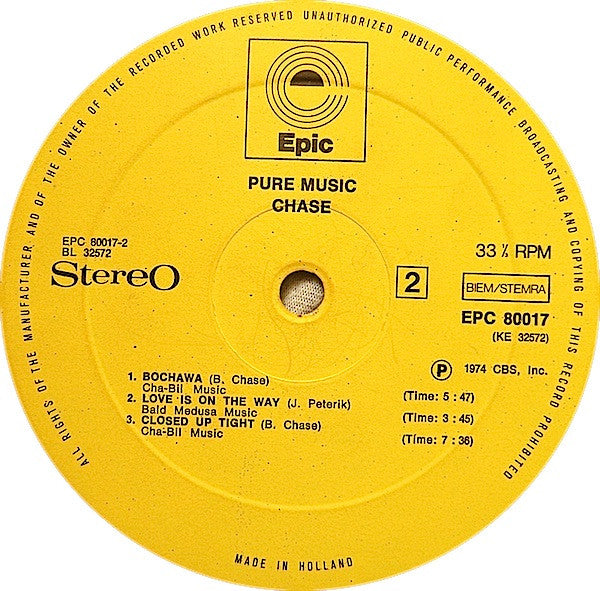 ALL RIGHTS OF THE MANUFACTURER AND OF THE OWNER OF THE RECORDED WORK RESERVED UNAUTHORIZED PUBLIC PERFORMANCE BROADCASTING AND COPYING OF THIS RECORD PROHIBITED
Epic
PURE MUSIC
CHASE
EPC 80017-2
BL 32572
StereO
33 ⅓ RPM
2
BIEM/STEMRA
EPC 80017
(KE 32572)
℗ 1974 CBS, Inc.
1. BOCHAWA (B. Chase)
Cha-Bil Music (Time: 5 : 47)
2. LOVE IS ON THE WAY (J. Peterik)
Bald Medusa Music (Time: 3 : 45)
3. CLOSED UP TIGHT (B. Chase)
Cha-Bil Music (Time: 7 : 36)
MADE IN HOLLAND